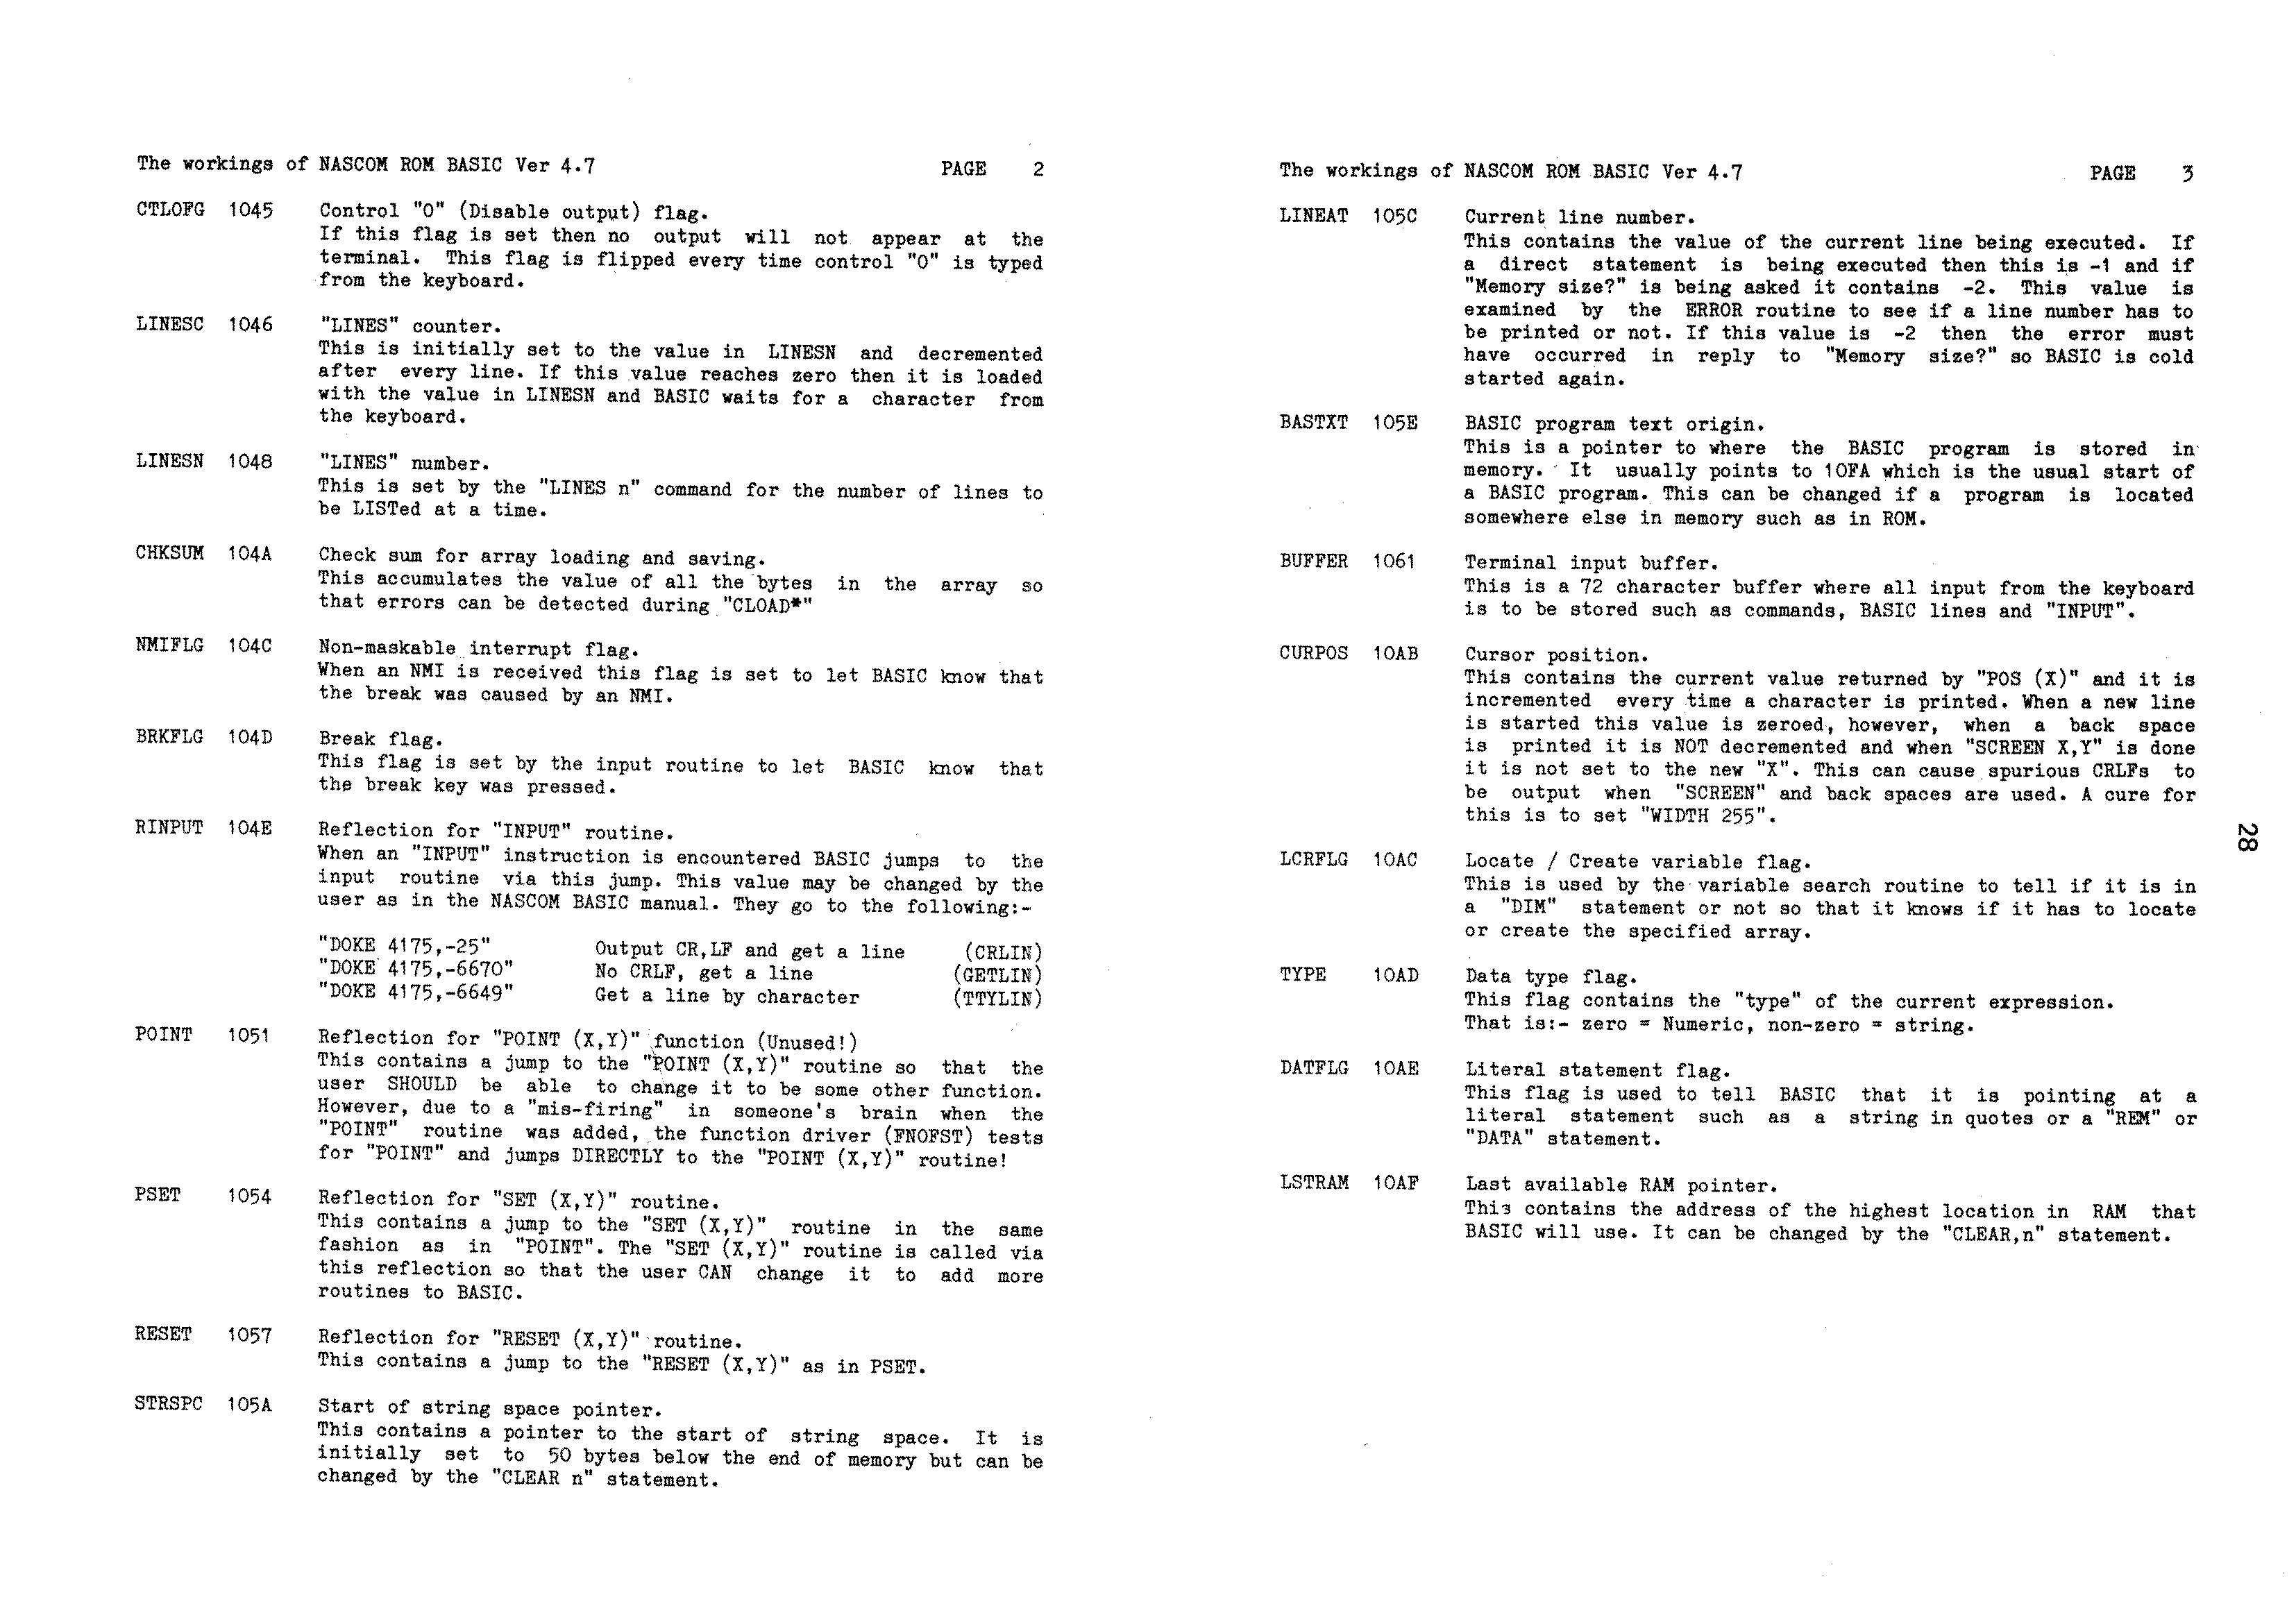 The workings of NASCOM ROM BASIC Ver 4.7 PAGE 2
CTLOFG 1045 Control "O" (Disable output) flag.
If this flag is set then no output will not appear at the
terminal. This flag is flipped every time control "O" is typed
from the keyboard.
LINESC 1046 "LINES" counter.
This is initially set to the value in LINESN and decremented
after every line. If this value reaches zero then it is loaded
with the value in LINESN and BASIC waits for a character from
the keyboard.
LINESN 1048 "LINES" number.
This is set by the "LINES n" command for the number of lines to
be LISTed at a time.
CHKSUM 104A Check sum for array loading and saving.
This accumulates the value of all the bytes in the array so
that errors can be detected during "CLOAD*"
NMIFLG 104C Non-maskable interrupt flag.
When an NMI is received this flag is set to let BASIC know that
the break was caused by an NMI.
BRKFLG 104D Break flag.
This flag is set by the input routine to let BASIC know that
the break key was pressed.
RINPUT 104E Reflection for "INPUT" routine.
When an "INPUT" instruction is encountered BASIC jumps to the
input routine via this jump. This value may be changed by the
user as in the NASCOM BASIC manual. They go to the following:-
"DOKE 4175,-25" Output CR,LF and get a line (CRLIN)
"DOKE 4175,-6670" No CRLF, get a line (GETLIN)
"DOKE 4175,-6649" Get a line by character (TTYLIN)
POINT 1051 Reflection for "POINT (X,Y)" function (Unused!)
This contains a jump to the "POINT (X,Y)" routine so that the
user SHOULD be able to change it to be some other function.
However, due to a "mis-firing" in someone's brain when the
"POINT" routine was added, the function driver (FNOFST) tests
for "POINT" and jumps DIRECTLY to the "POINT (X,Y)" routine!
PSET 1054 Reflection for "SET (X,Y)" routine.
This contains a jump to the "SET (X,Y)" routine in the same
fashion as in "POINT". The "SET (X,Y)" routine is called via
this reflection so that the user CAN change it to add more
routines to BASIC.
RESET 1057 Reflection for "RESET (X,Y)" routine.
This contains a jump to the "RESET (X,Y)" as in PSET.
STRSPC 105A Start of string space pointer.
This contains a pointer to the start of string space. It is
initially set to 50 bytes below the end of memory but can be
changed by the "CLEAR n" statement.
The workings of NASCOM ROM BASIC Ver 4.7 PAGE 3
LINEAT 105C Current line number.
This contains the value of the current line being executed. If
a direct statement is being executed then this is -1 and if
"Memory size?" is being asked it contains -2. This value is
examined by the ERROR routine to see if a line number has to
be printed or not. If this value is -2 then the error must
have occurred in reply to "Memory size?" so BASIC is cold
started again.
BASTXT 105E BASIC program text origin.
This is a pointer to where the BASIC program is stored in
memory. It usually points to 10FA which is the usual start of
a BASIC program. This can be changed if a program is located
somewhere else in memory such as in ROM.
BUFFER 1061 Terminal input buffer.
This is a 72 character buffer where all input from the keyboard
is to be stored such as commands, BASIC lines and "INPUT".
CURPOS 10AB Cursor position.
This contains the current value returned by "POS (X)" and it is
incremented every time a character is printed. When a new line
is started this value is zeroed, however, when a back space
is printed it is NOT decremented and when "SCREEN X,Y" is done
it is not set to the new "X". This can cause spurious CRLFs to
be output when "SCREEN" and back spaces are used. A cure for
this is to set "WIDTH 255".
LCRFLG 10AC Locate / Create variable flag.
This is used by the variable search routine to tell if it is in
a "DIM" statement or not so that it knows if it has to locate
or create the specified array.
TYPE 10AD Data type flag.
This flag contains the "type" of the current expression.
That is:- zero = Numeric, non-zero = string.
DATFLG 10AE Literal statement flag.
This flag is used to tell BASIC that it is pointing at a
literal statement such as a string in quotes or a "REM" or
"DATA" statement.
LSTRAM 10AF Last available RAM pointer.
This contains the address of the highest location in RAM that
BASIC will use. It can be changed by the "CLEAR,n" statement.
28